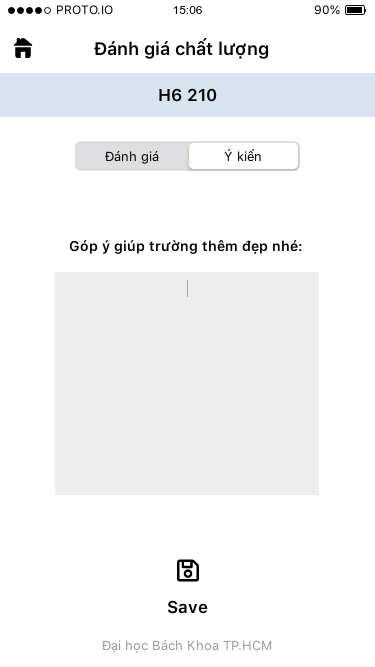 PROTO.IO 15:06 90%
Đánh giá chất lượng
H6 210
Đánh giá Ý kiến
Góp ý giúp trường thêm đẹp nhé:
Save
Đại học Bách Khoa TP.HCM